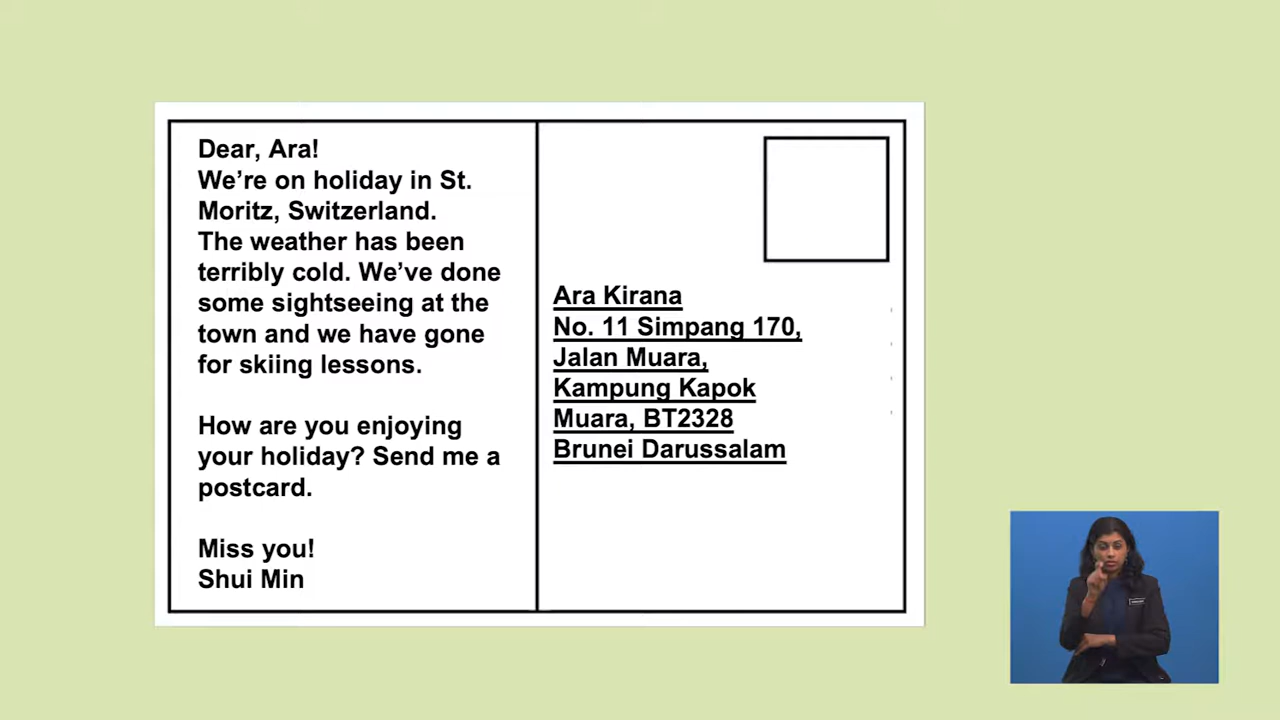 Dear, Ara!
We’re on holiday in St.
Moritz, Switzerland.
The weather has been
terribly cold. We’ve done
some sightseeing at the
town and we have gone
for skiing lessons.
How are you enjoying
your holiday? Send me a
postcard.
Miss you!
Shui Min
Ara Kirana
No. 11 Simpang 170,
Jalan Muara,
Kampung Kapok
Muara, BT2328
Brunei Darussalam